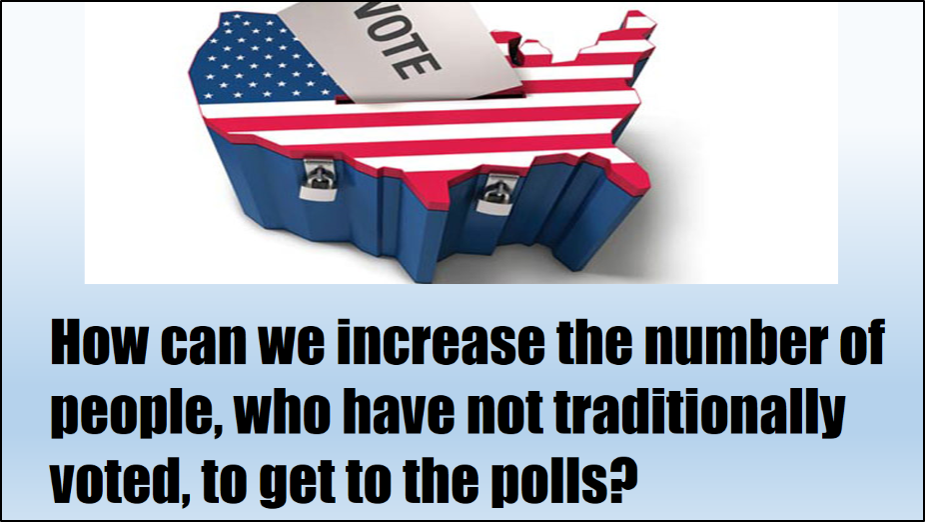 VOTE
How can we increase the number of
people, who have not traditionally
voted, to get to the polls?